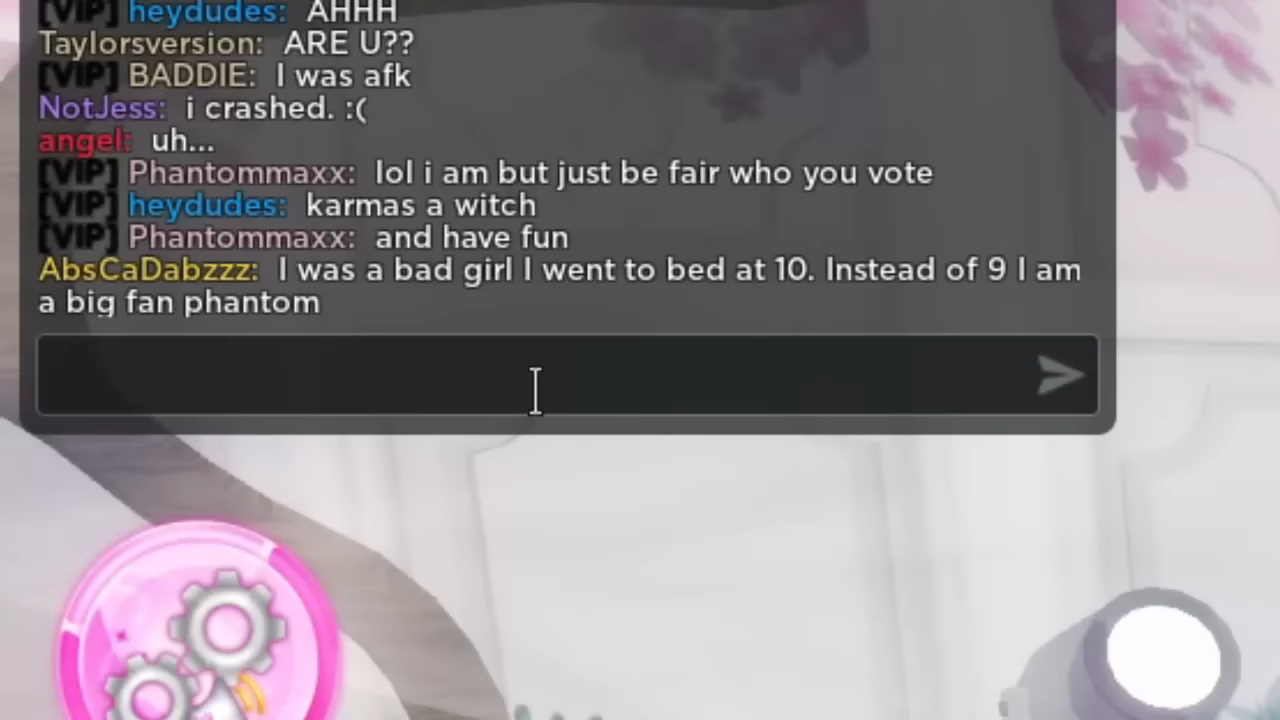 [VIP] heydudes: AHHH
Taylorsversion: ARE U??
[VIP] BADDIE: I was afk
NotJess: i crashed. :(
angel: uh...
[VIP] Phantommaxx: lol i am but just be fair who you vote
[VIP] heydudes: karmas a witch
[VIP] Phantommaxx: and have fun
AbsCaDabzzz: I was a bad girl I went to bed at 10. Instead of 9 I am
a big fan phantom